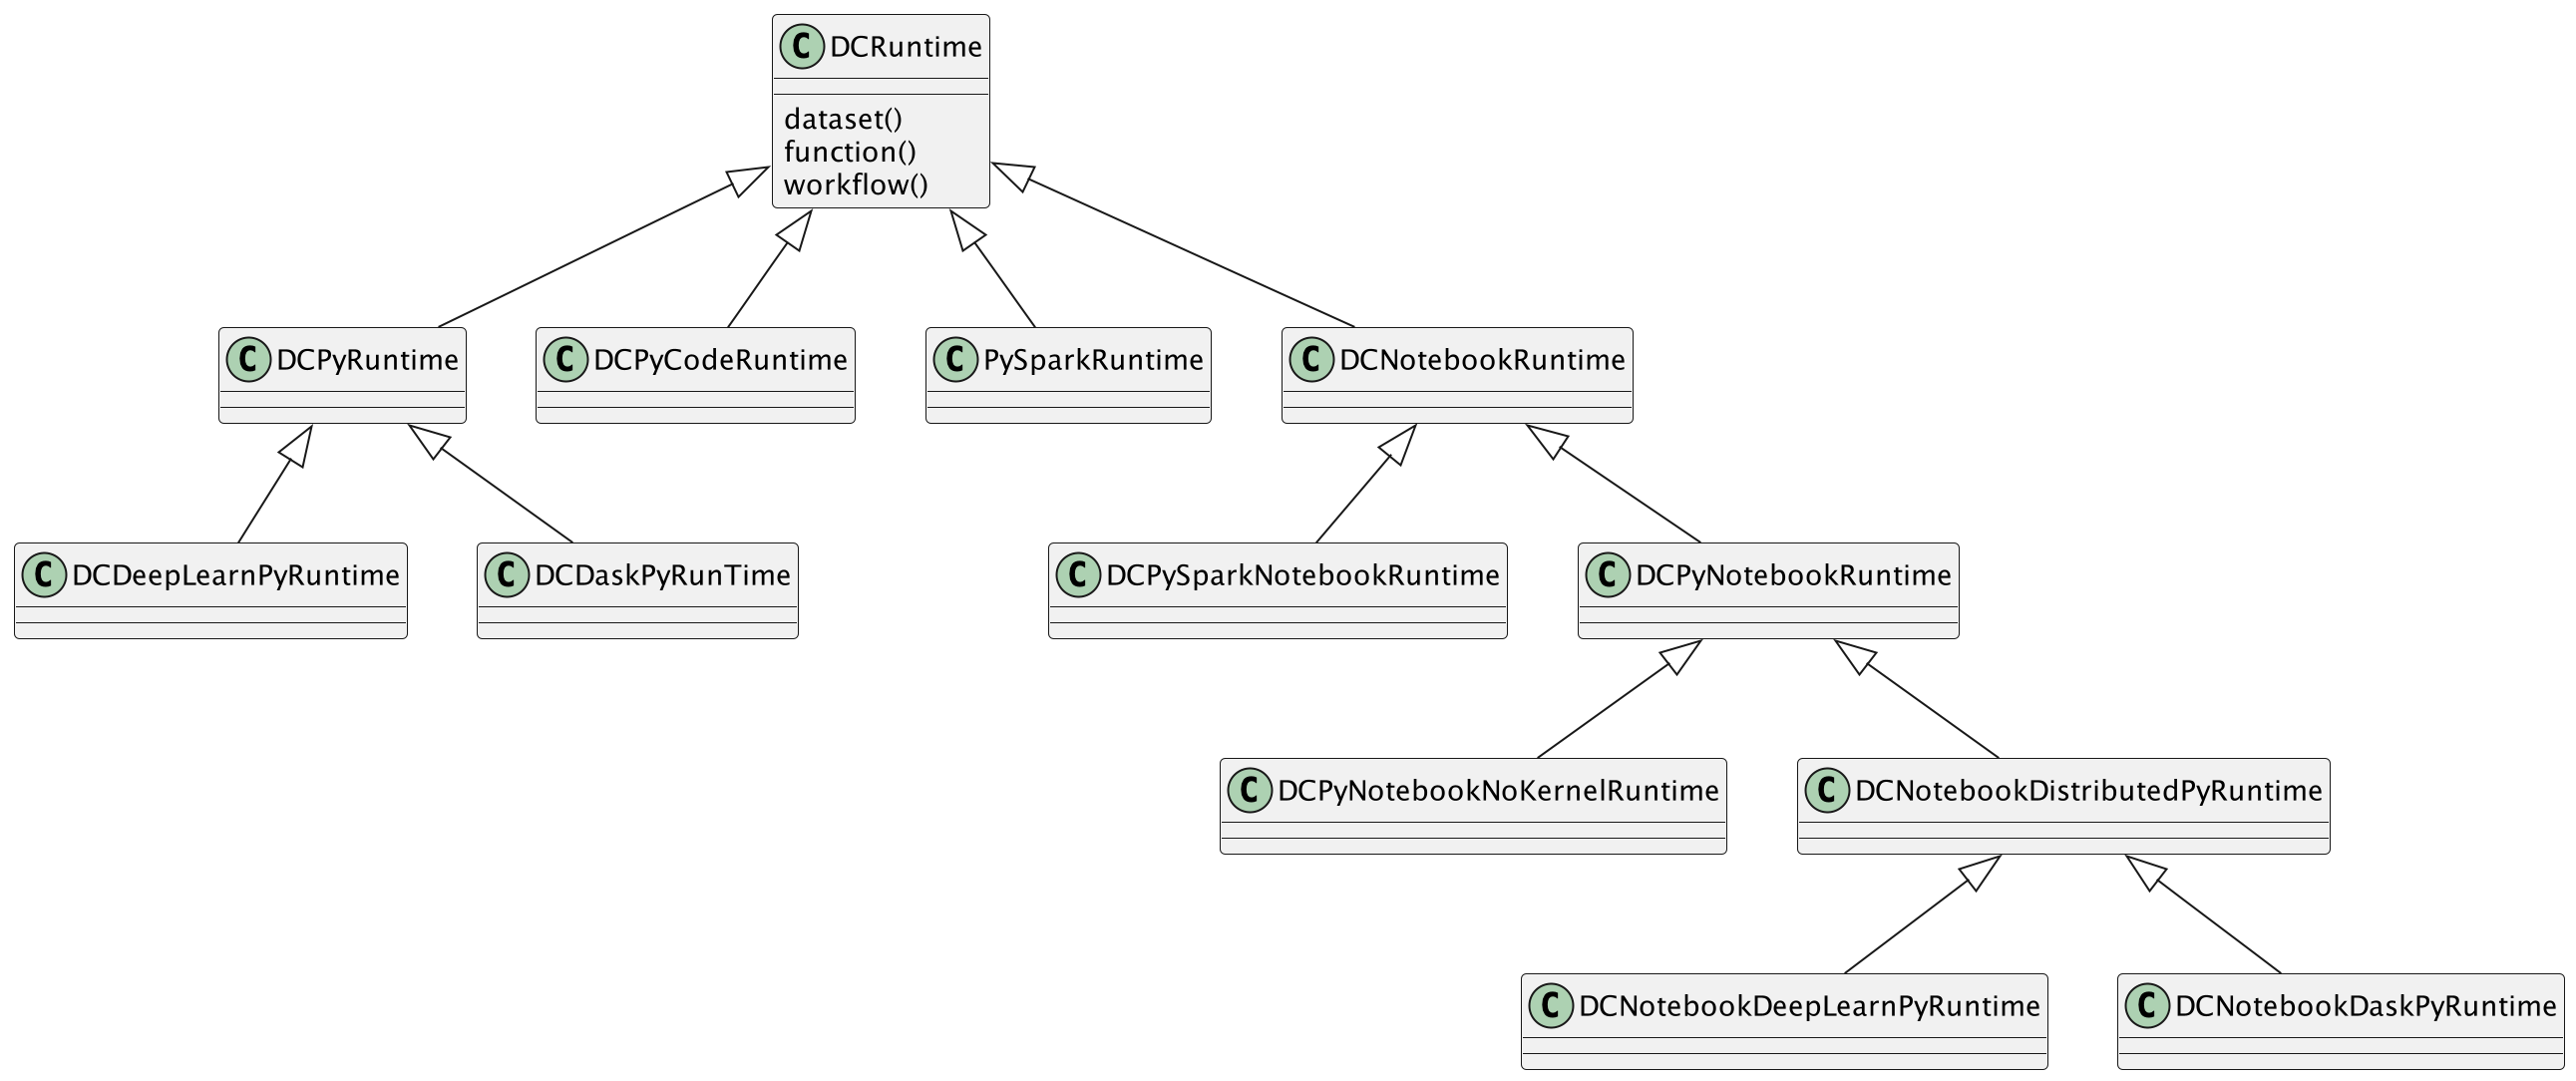 C DCRuntime
dataset()
function()
workflow()
C DCPyRuntime
C DCPyCodeRuntime
C PySparkRuntime
C DCNotebookRuntime
C DCDeepLearnPyRuntime
C DCDaskPyRunTime
C DCPySparkNotebookRuntime
C DCPyNotebookRuntime
C DCPyNotebookNoKernelRuntime
C DCNotebookDistributedPyRuntime
C DCNotebookDeepLearnPyRuntime
C DCNotebookDaskPyRuntime